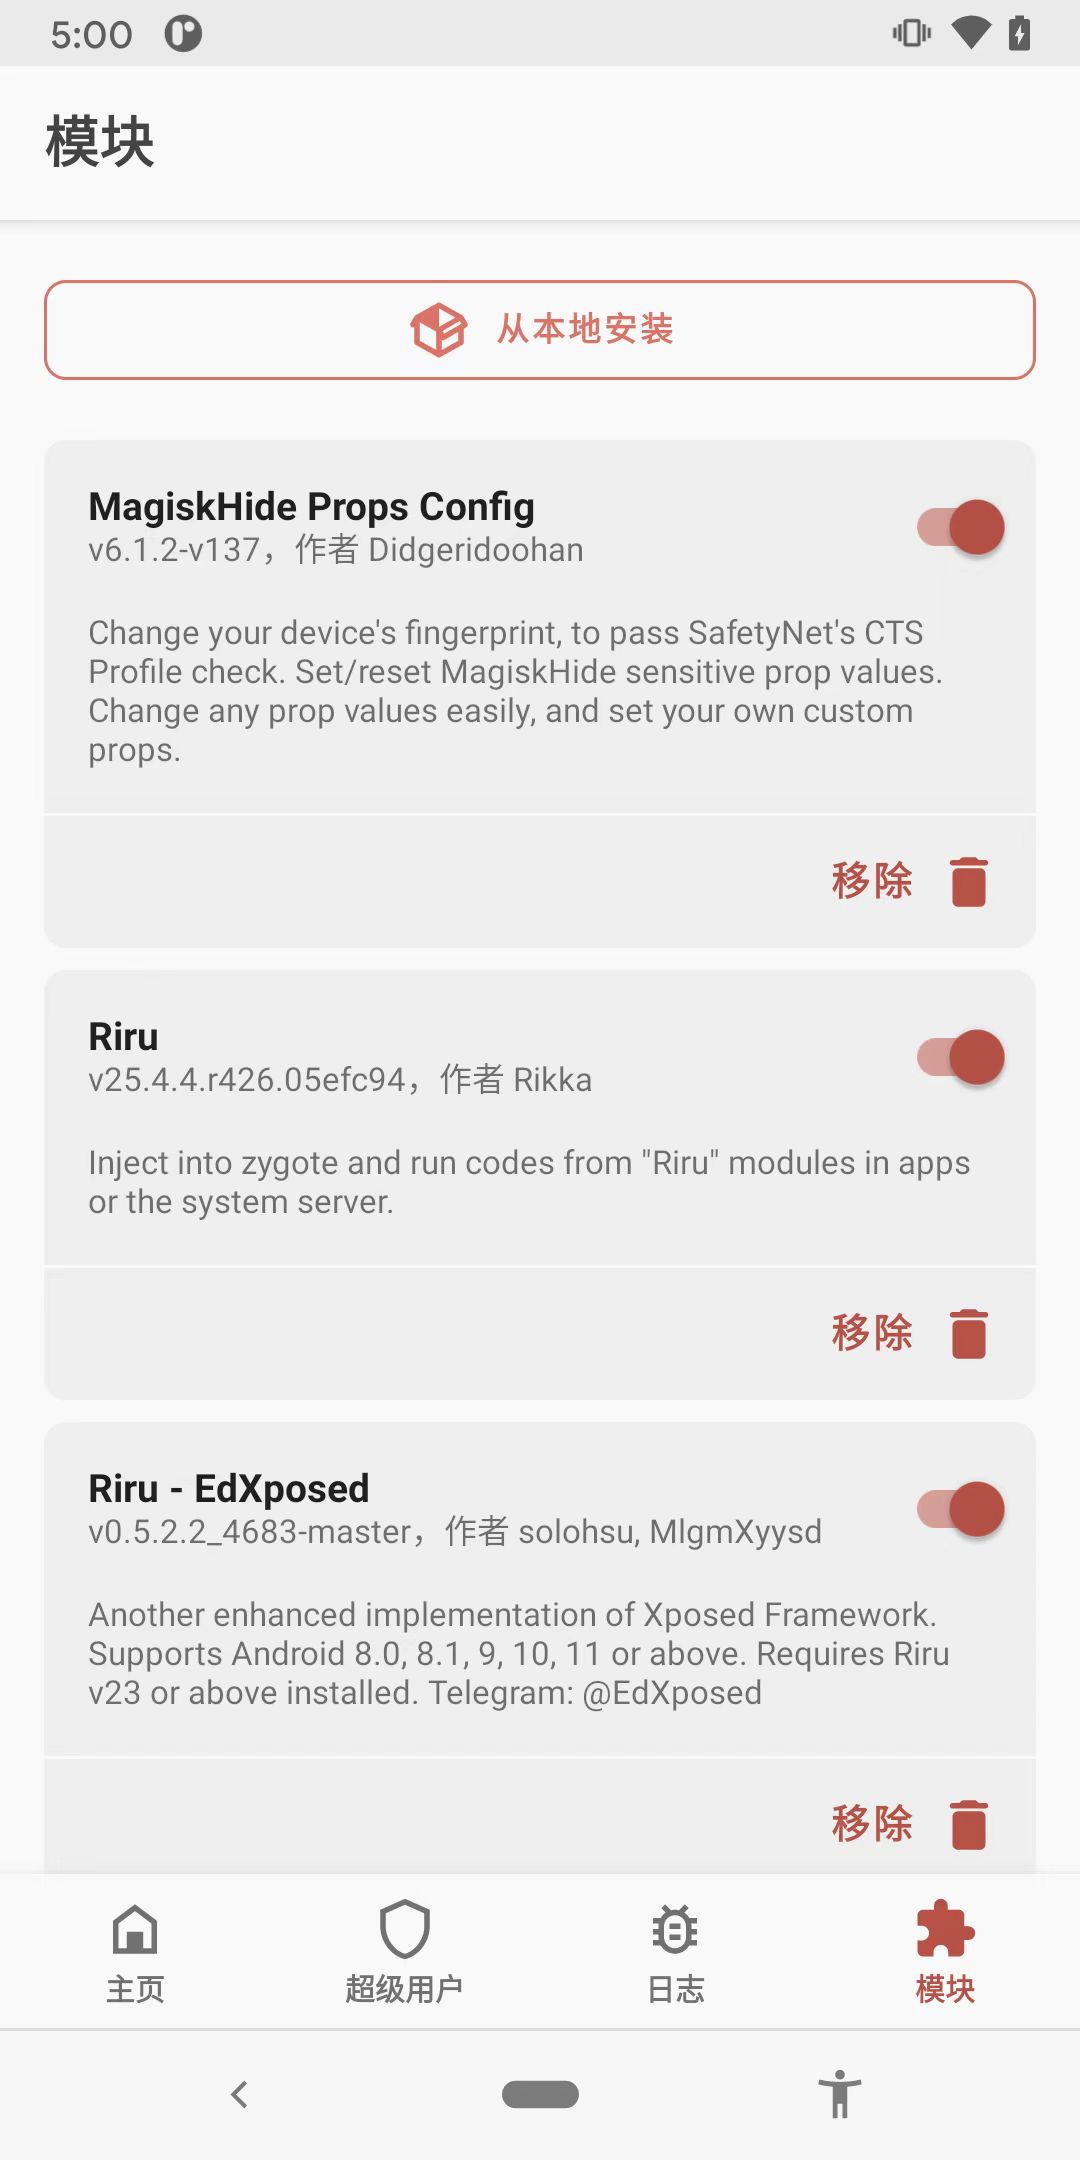 5:00
模块
从本地安装
MagiskHide Props Config
v6.1.2-v137，作者 Didgeridoohan
Change your device's fingerprint, to pass SafetyNet's CTS
Profile check. Set/reset MagiskHide sensitive prop values.
Change any prop values easily, and set your own custom
props.
移除
Riru
v25.4.4.r426.05efc94，作者 Rikka
Inject into zygote and run codes from "Riru" modules in apps
or the system server.
移除
Riru - EdXposed
v0.5.2.2_4683-master，作者 solohsu, MlgmXyysd
Another enhanced implementation of Xposed Framework.
Supports Android 8.0, 8.1, 9, 10, 11 or above. Requires Riru
v23 or above installed. Telegram: @EdXposed
移除
主页
超级用户
日志
模块